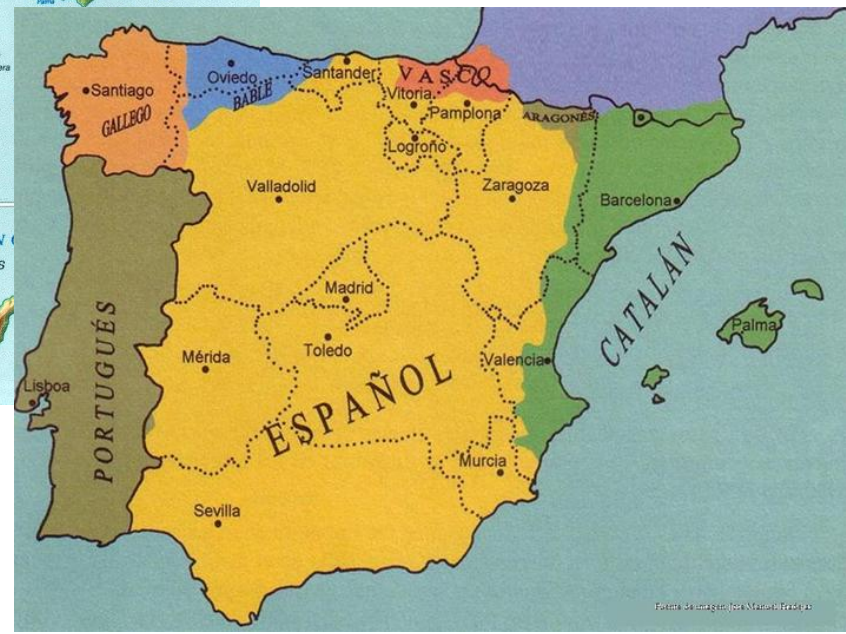 Santiago
GALLEGO
Oviedo
BABLE
Santander
VASCO
Vitoria
Pamplona
ARAGONÉS
Logroño
Valladolid
Zaragoza
Barcelona
CATALÁN
Madrid
Toledo
PORTUGUÉS
Mérida
Valencia
Palma
Lisboa
ESPAÑOL
Murcia
Sevilla